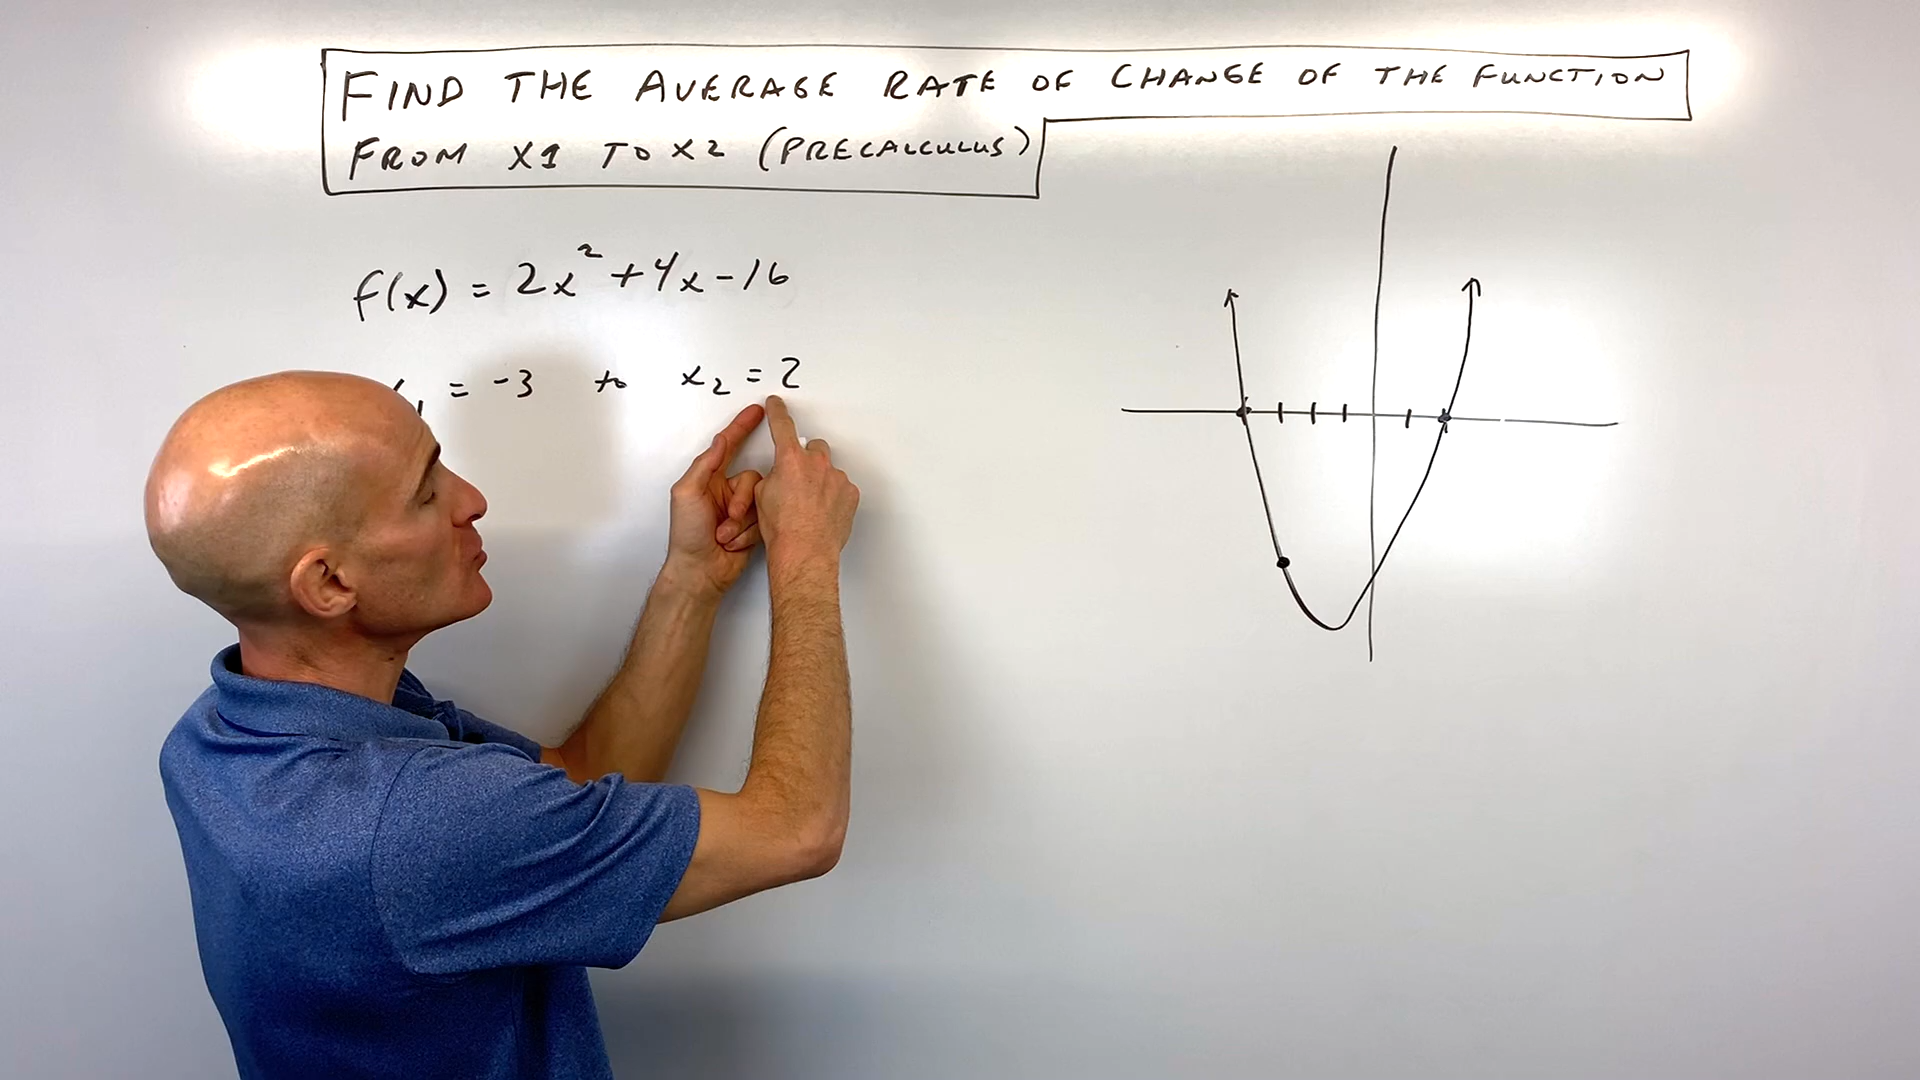 FIND THE AVERAGE RATE OF CHANGE OF THE FUNCTION
FROM X1 TO X2 (PRECALCULUS)
f(x) = 2x² + 4x - 16
= -3 to x₂ = 2